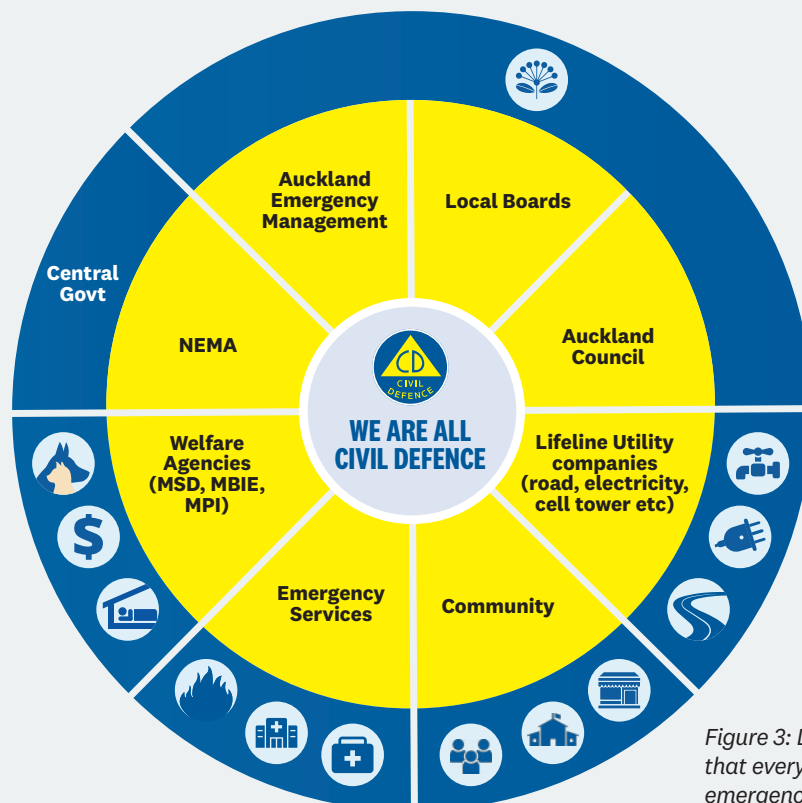 Auckland
Emergency
Management
Local Boards
Central
Govt
NEMA
Auckland
Council
CD
CIVIL
DEFENCE
WE ARE ALL
CIVIL DEFENCE
Welfare
Agencies
(MSD, MBIE,
MPI)
Lifeline Utility
companies
(road, electricity,
cell tower etc)
$
Emergency
Services
Community
Figure 3:
that every
emergenc